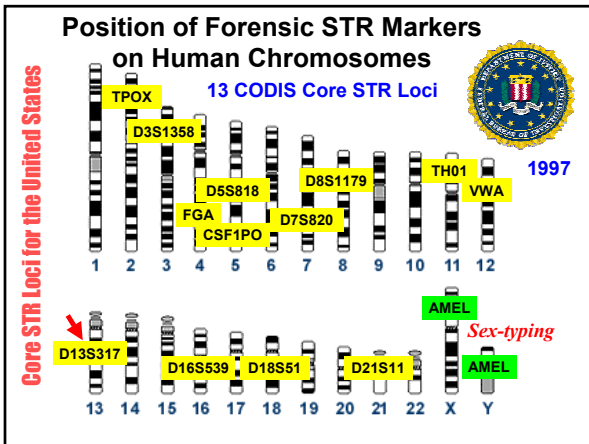 Position of Forensic STR Markers
on Human Chromosomes
13 CODIS Core STR Loci
1997
Core STR Loci for the United States
TPOX
D3S1358
TH01
D8S1179
D5S818
VWA
FGA
D7S820
CSF1PO
1 2 3 4 5 6 7 8 9 10 11 12
AMEL
Sex-typing
D13S317
D16S539
D18S51
D21S11
AMEL
13 14 15 16 17 18 19 20 21 22 X Y